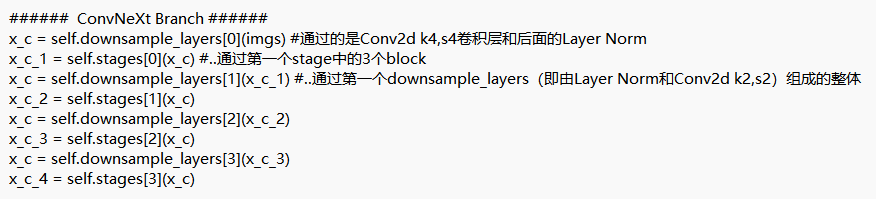 ###### ConvNeXt Branch ######
x_c = self.downsample_layers[0](imgs) #通过的是Conv2d k4,s4卷积层和后面的Layer Norm
x_c_1 = self.stages[0](x_c) #..通过第一个stage中的3个block
x_c = self.downsample_layers[1](x_c_1) #..通过第一个downsample_layers（即由Layer Norm和Conv2d k2,s2）组成的整体
x_c_2 = self.stages[1](x_c)
x_c = self.downsample_layers[2](x_c_2)
x_c_3 = self.stages[2](x_c)
x_c = self.downsample_layers[3](x_c_3)
x_c_4 = self.stages[3](x_c)